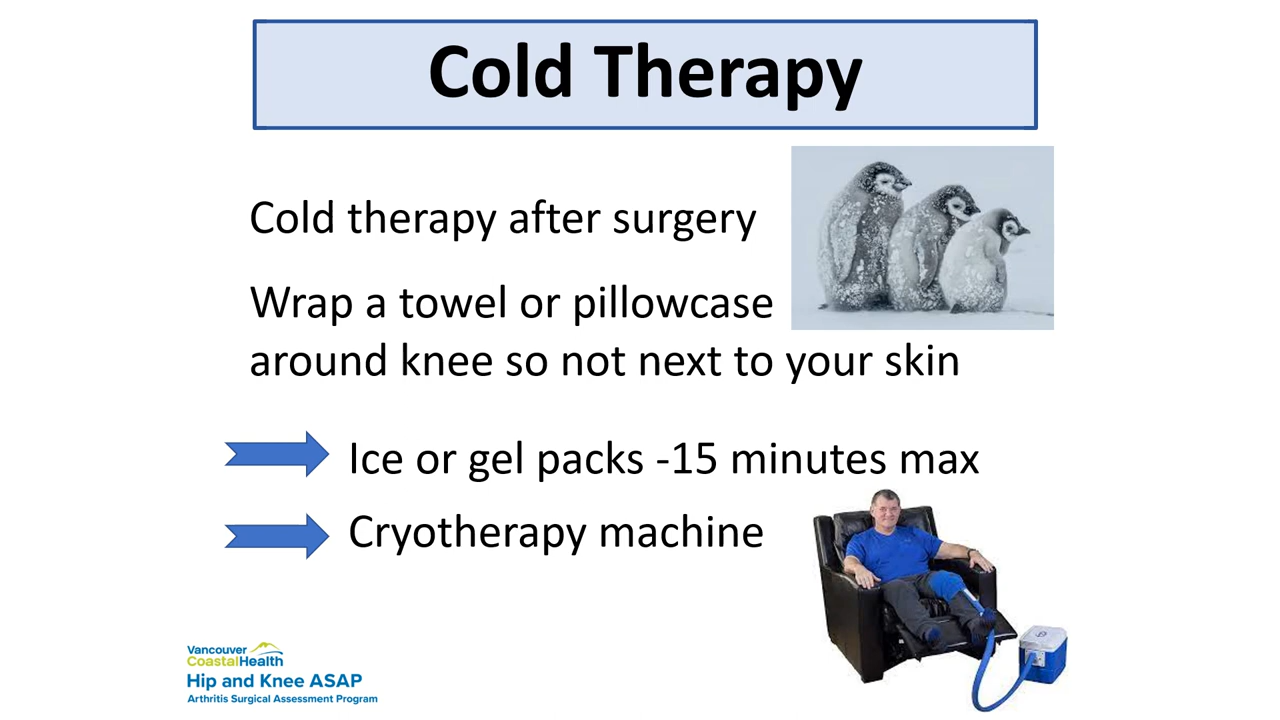 Cold Therapy
Cold therapy after surgery
Wrap a towel or pillowcase
around knee so not next to your skin
Ice or gel packs -15 minutes max
Cryotherapy machine
Vancouver
CoastalHealth
Hip and Knee ASAP
Arthritis Surgical Assessment Program